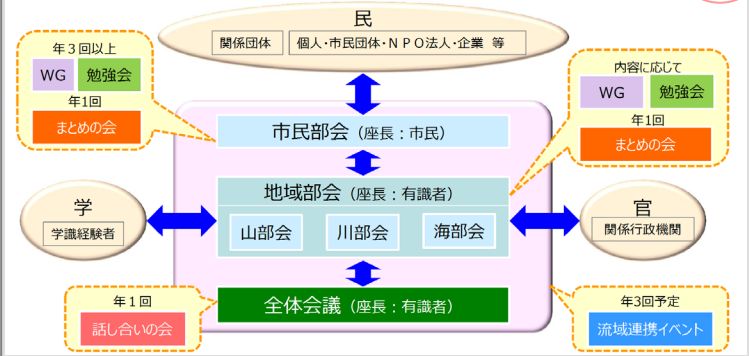 民
関係団体
個人・市民団体・ＮＰＯ法人・企業 等
年３回以上
WG
勉強会
年1回
まとめの会
内容に応じて
WG
勉強会
年1回
まとめの会
市民部会（座長：市民）
地域部会（座長：有識者）
山部会
川部会
海部会
学
学識経験者
官
関係行政機関
全体会議（座長：有識者）
年１回
話し合いの会
年3回予定
流域連携イベント